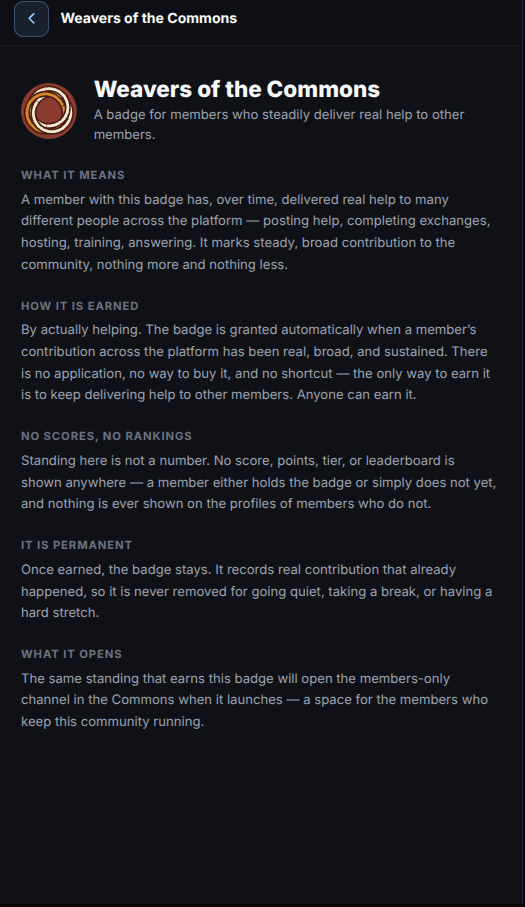 Weavers of the Commons
Weavers of the Commons
A badge for members who steadily deliver real help to other
members.
WHAT IT MEANS
A member with this badge has, over time, delivered real help to many
different people across the platform — posting help, completing exchanges,
hosting, training, answering. It marks steady, broad contribution to the
community, nothing more and nothing less.
HOW IT IS EARNED
By actually helping. The badge is granted automatically when a member’s
contribution across the platform has been real, broad, and sustained. There
is no application, no way to buy it, and no shortcut — the only way to earn it
is to keep delivering help to other members. Anyone can earn it.
NO SCORES, NO RANKINGS
Standing here is not a number. No score, points, tier, or leaderboard is
shown anywhere — a member either holds the badge or simply does not yet,
and nothing is ever shown on the profiles of members who do not.
IT IS PERMANENT
Once earned, the badge stays. It records real contribution that already
happened, so it is never removed for going quiet, taking a break, or having a
hard stretch.
WHAT IT OPENS
The same standing that earns this badge will open the members-only
channel in the Commons when it launches — a space for the members who
keep this community running.